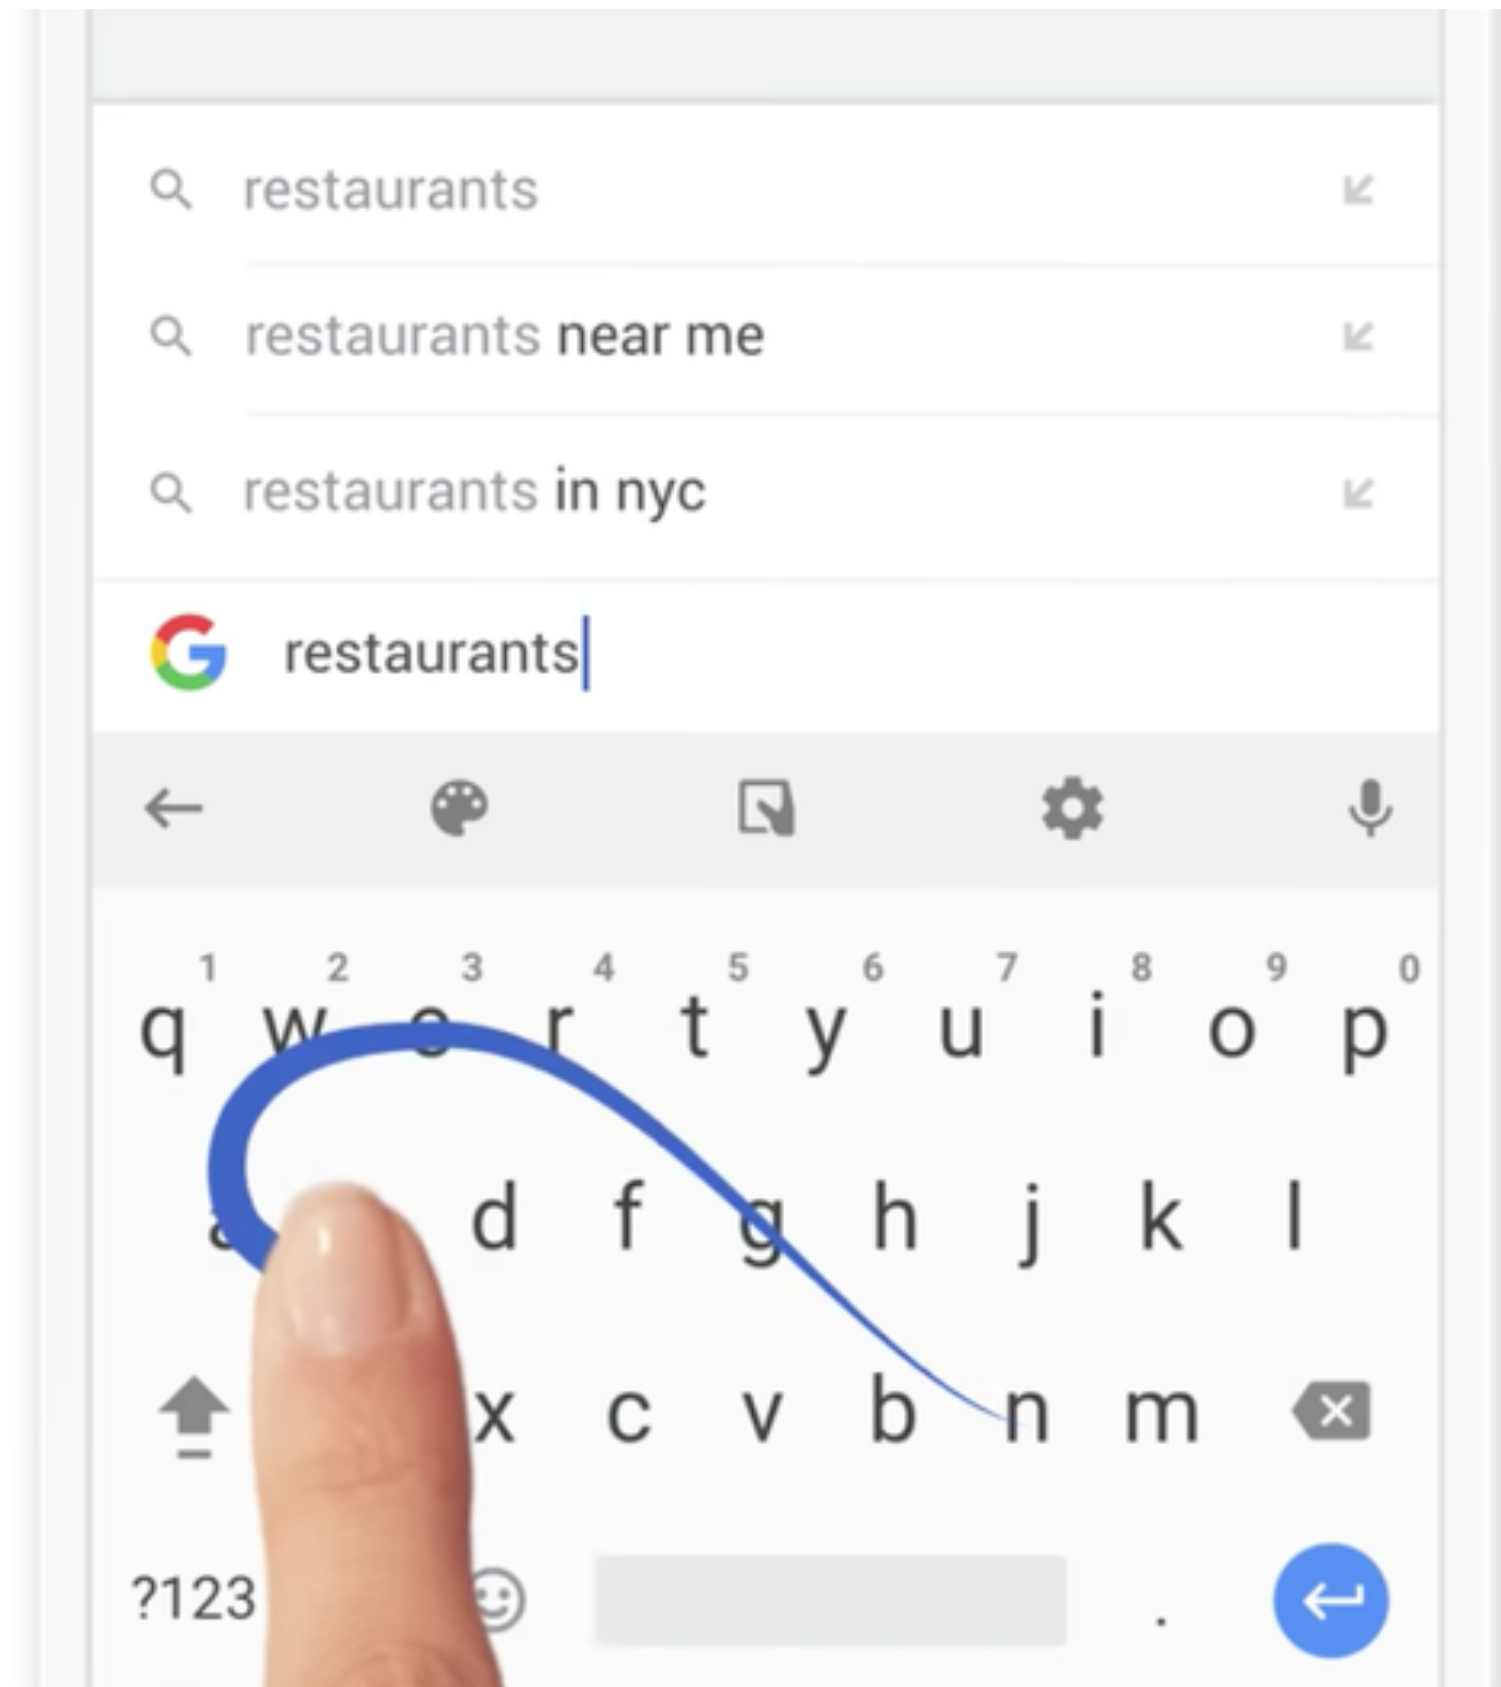 restaurants
restaurants near me
restaurants in nyc
G restaurants
1 2 3 4 5 6 7 8 9 0
q w e r t y u i o p
a d f g h j k l
x c v b n m
?123 .